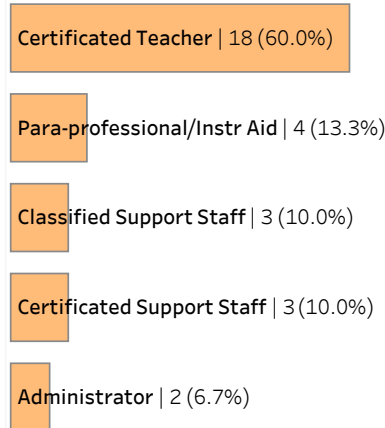 Certificated Teacher | 18 (60.0%)
Para-professional/Instr Aid | 4 (13.3%)
Classified Support Staff | 3 (10.0%)
Certificated Support Staff | 3 (10.0%)
Administrator | 2 (6.7%)